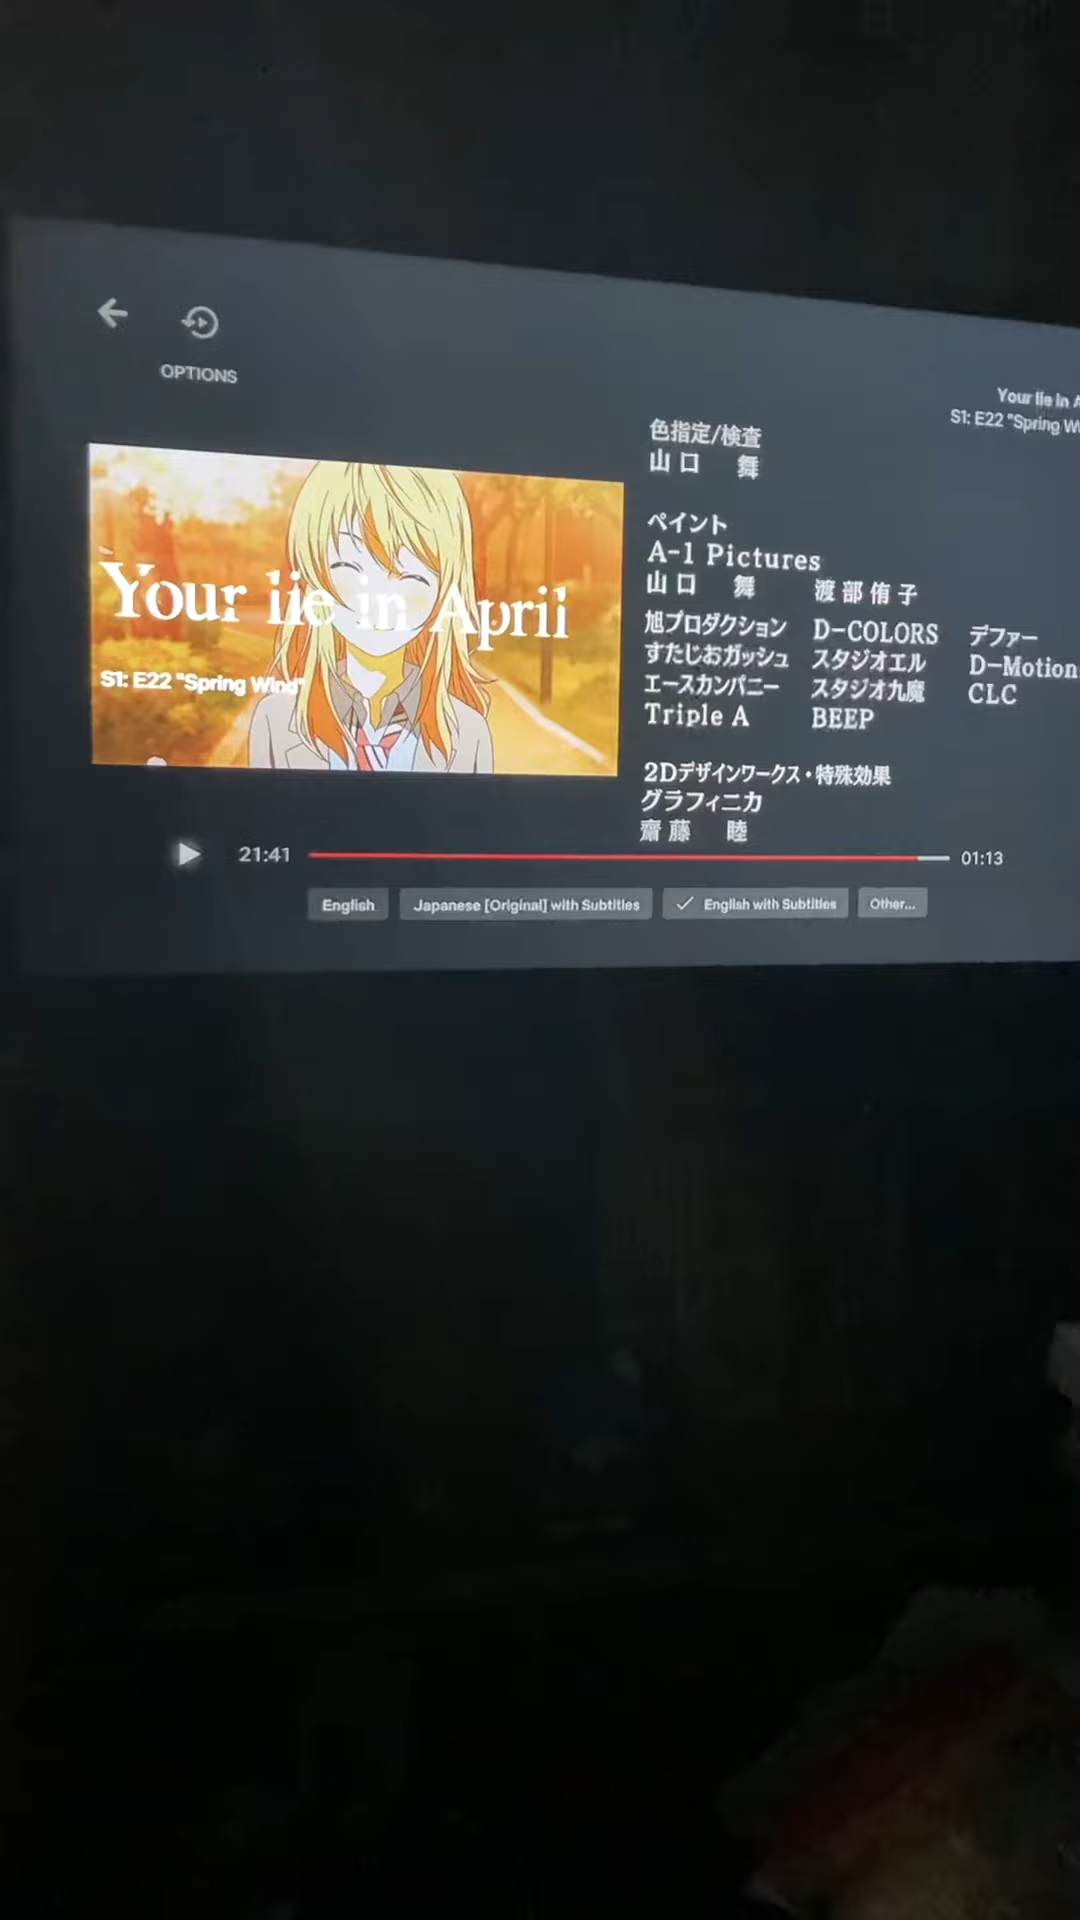 OPTIONS
Your lie in
S1: E22 "Spring
Your lie in April
S1: E22 "Spring Wind"
色指定/検査
山口 舞
ペイント
A-1 Pictures
山口 舞 渡部侑子
旭プロダクション D-COLORS デファー
すたじおガッシュ スタジオエル D-Motion
エースカンパニー スタジオ九魔 CLC
Triple A BEEP
2Dデザインワークス・特殊効果
グラフィニカ
齋藤 睦
21:41 01:13
English Japanese [Original] with Subtitles ✓ English with Subtitles Other...